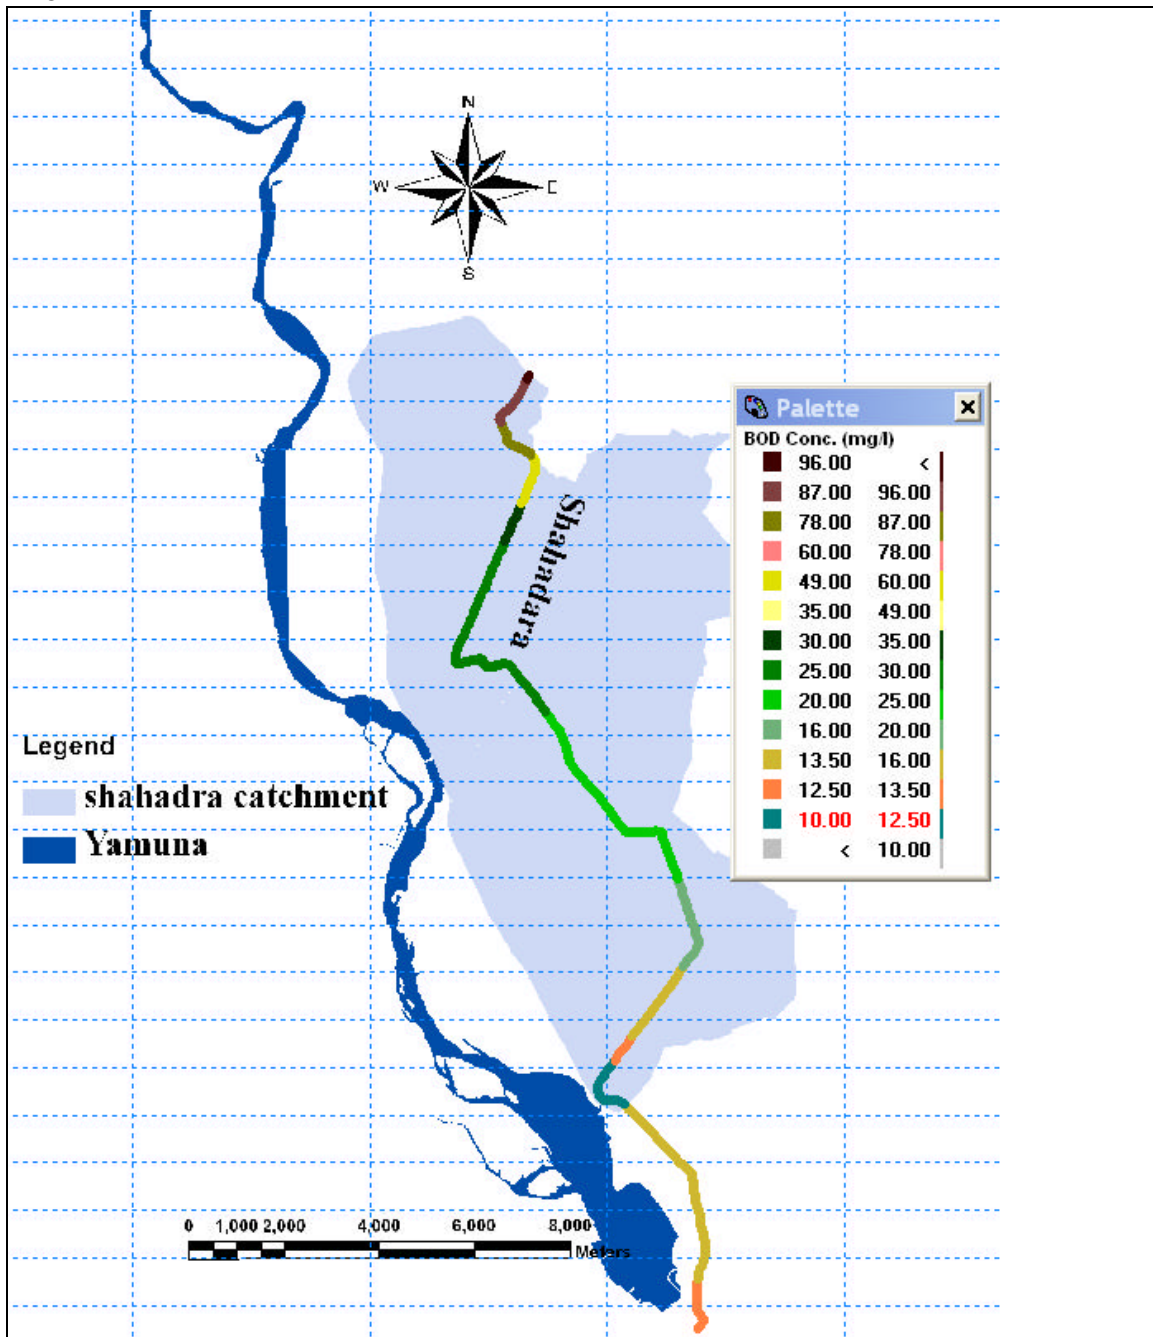 N
W E
S
Shahadara
Palette
BOD Conc. (mg/l)
96.00 <
87.00 96.00
78.00 87.00
60.00 78.00
49.00 60.00
35.00 49.00
30.00 35.00
25.00 30.00
20.00 25.00
16.00 20.00
13.50 16.00
12.50 13.50
10.00 12.50
< 10.00
Legend
shahadra catchment
Yamuna
0 1,000 2,000 4,000 6,000 8,000
Meters